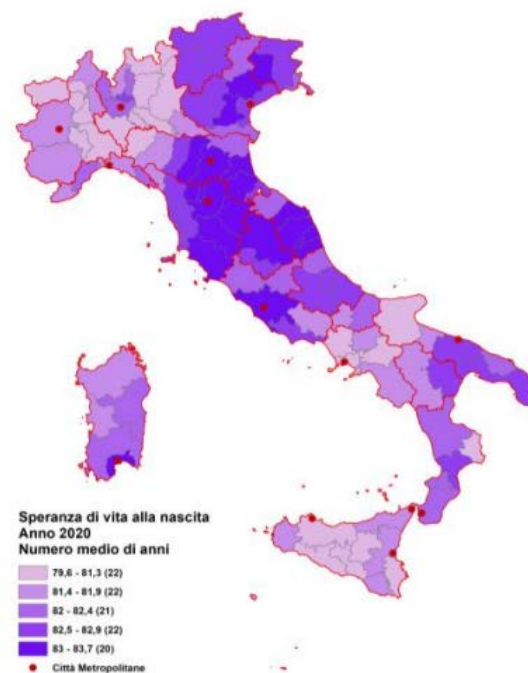 Speranza di vita alla nascita
Anno 2020
Numero medio di anni
79,6 - 81,3 (22)
81,4 - 81,9 (22)
82 - 82,4 (21)
82,5 - 82,9 (22)
83 - 83,7 (20)
Città Metropolitane